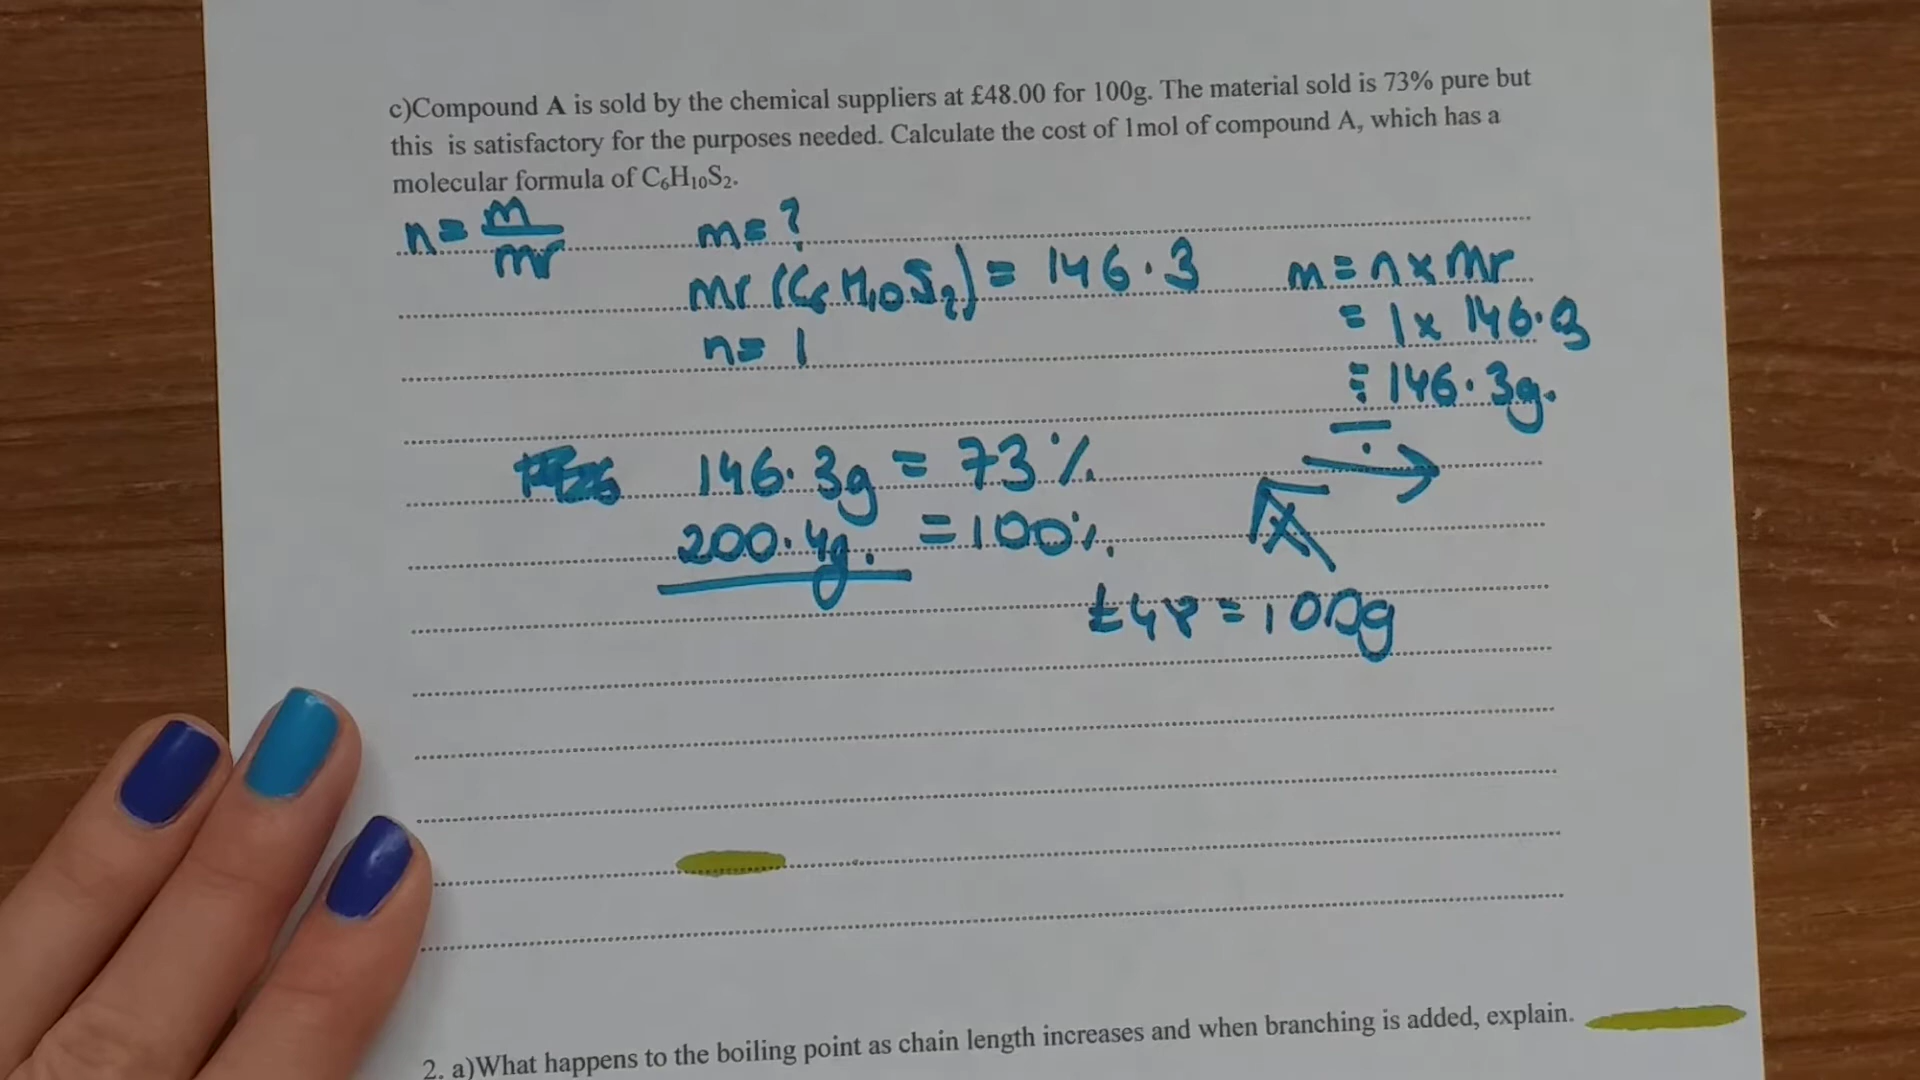 c)Compound A is sold by the chemical suppliers at £48.00 for 100g. The material sold is 73% pure but
this is satisfactory for the purposes needed. Calculate the cost of 1mol of compound A, which has a
molecular formula of C₆H₁₀S₂.
n = m/mr
m = ?
mr (C₆H₁₀S₂) = 146.3
n = 1
m = n x Mr
= 1 x 146.3
= 146.3g.
146.3g = 73%
200.4g. = 100%.
£48 = 100g
2. a)What happens to the boiling point as chain length increases and when branching is added, explain.